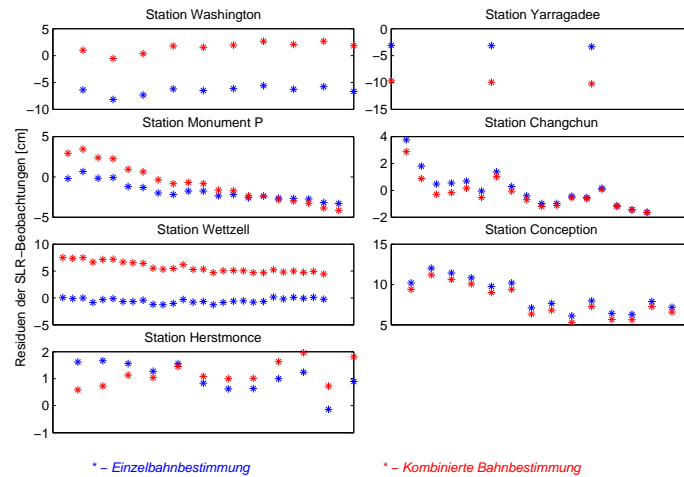 Station Washington
5
0
−5
−10
Station Yarragadee
0
−5
−10
−15
Residuen der SLR−Beobachtungen [cm]
Station Monument P
5
0
−5
Station Changchun
4
2
0
−2
Station Wettzell
10
5
0
−5
Station Conception
15
10
5
Station Herstmonce
2
1
0
−1
* − Einzelbahnbestimmung
* − Kombinierte Bahnbestimmung